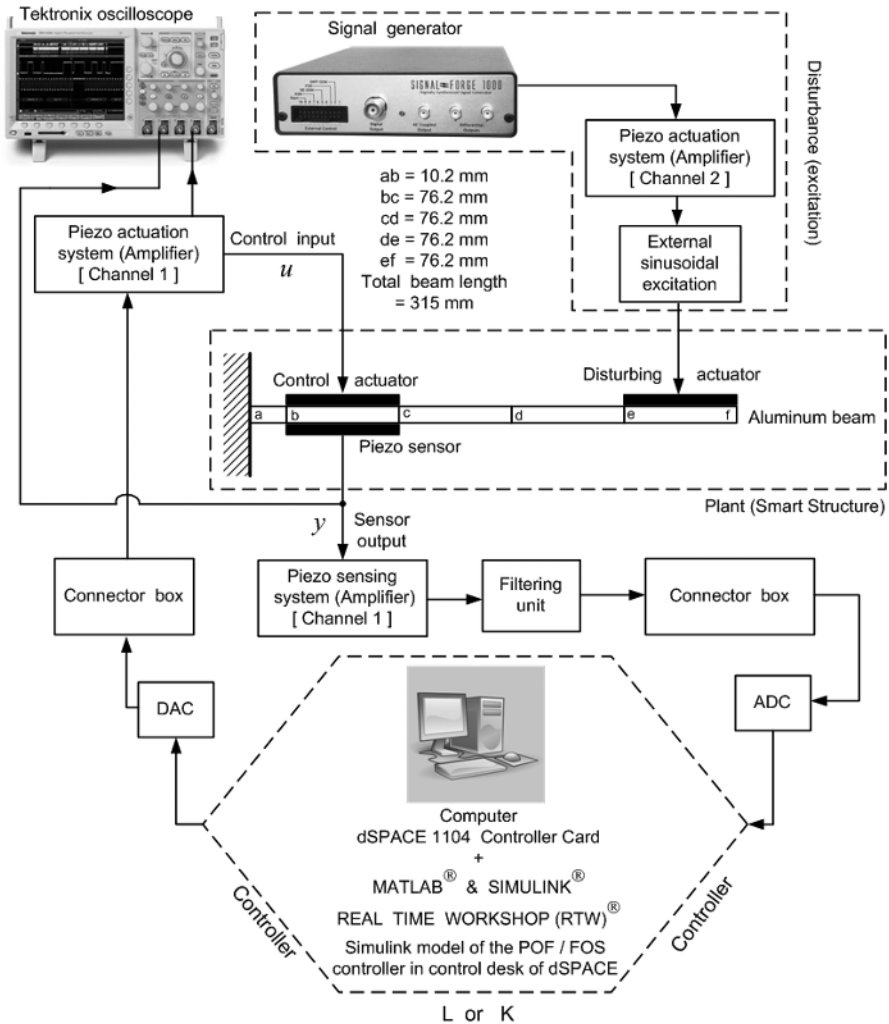 Tektronix oscilloscope
Signal generator
SIGNAL FORGE 1000
External Control
Disturbance (excitation)
Piezo actuation
system (Amplifier)
[ Channel 2 ]
External
sinusoidal
excitation
ab = 10.2 mm
bc = 76.2 mm
cd = 76.2 mm
de = 76.2 mm
ef = 76.2 mm
Total beam length
= 315 mm
Piezo actuation
system (Amplifier)
[ Channel 1 ]
Control input
u
Control actuator
Disturbing actuator
a b c d e f
Aluminum beam
Piezo sensor
Plant (Smart Structure)
y
Sensor
output
Piezo sensing
system (Amplifier)
[ Channel 1 ]
Filtering
unit
Connector box
Connector box
DAC
ADC
Computer
dSPACE 1104 Controller Card
+
MATLAB® & SIMULINK®
REAL TIME WORKSHOP (RTW)®
Simulink model of the POF / FOS
controller in control desk of dSPACE
Controller
Controller
L or K